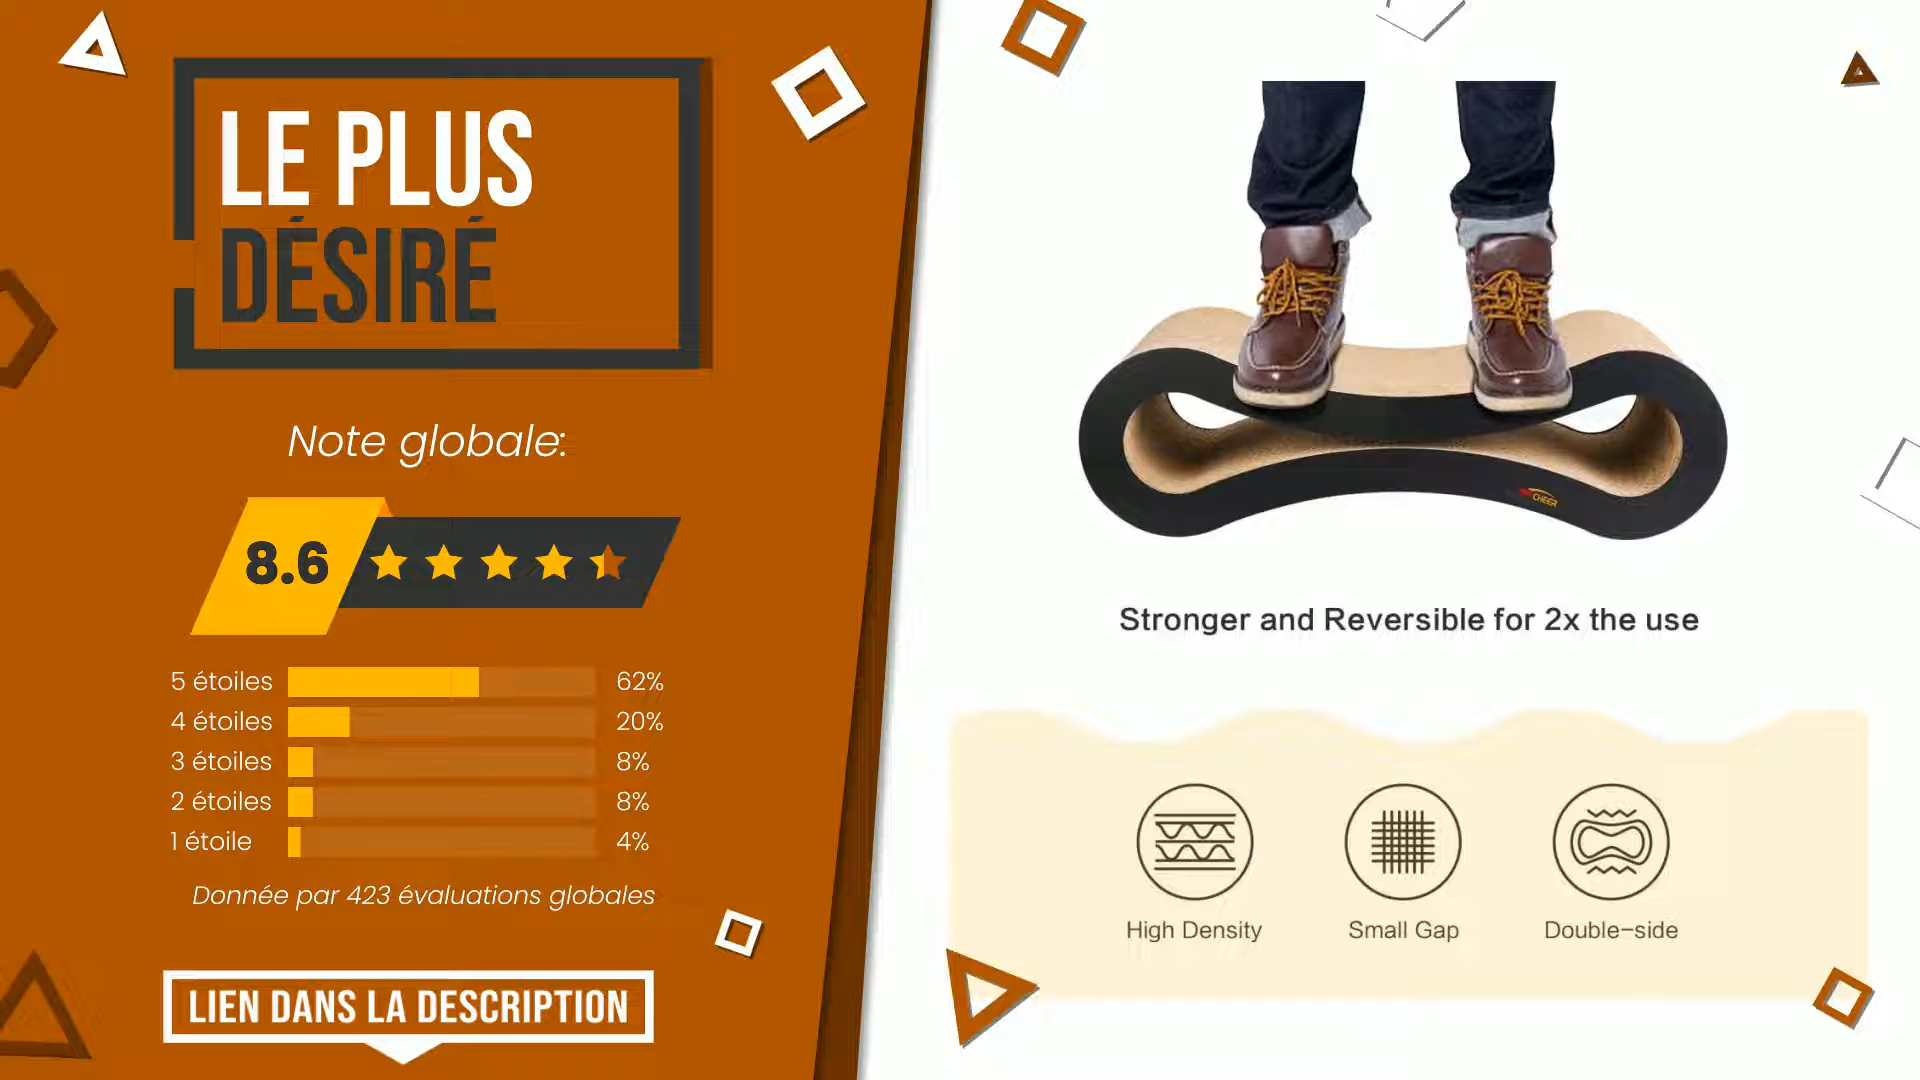 LE PLUS
DÉSIRÉ
Note globale:
8.6
5 étoiles 62%
4 étoiles 20%
3 étoiles 8%
2 étoiles 8%
1 étoile 4%
Donnée par 423 évaluations globales
LIEN DANS LA DESCRIPTION
CHEER
Stronger and Reversible for 2x the use
High Density
Small Gap
Double-side